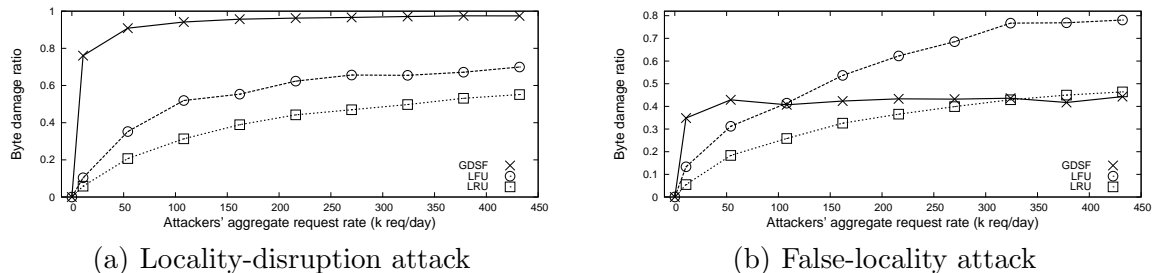 1
0.8
0.6
0.4
0.2
0
Byte damage ratio
GDSF
LFU
LRU
0 50 100 150 200 250 300 350 400 450
Attackers' aggregate request rate (k req/day)
(a) Locality-disruption attack
0.8
0.7
0.6
0.5
0.4
0.3
0.2
0.1
0
Byte damage ratio
GDSF
LFU
LRU
0 50 100 150 200 250 300 350 400 450
Attackers' aggregate request rate (k req/day)
(b) False-locality attack